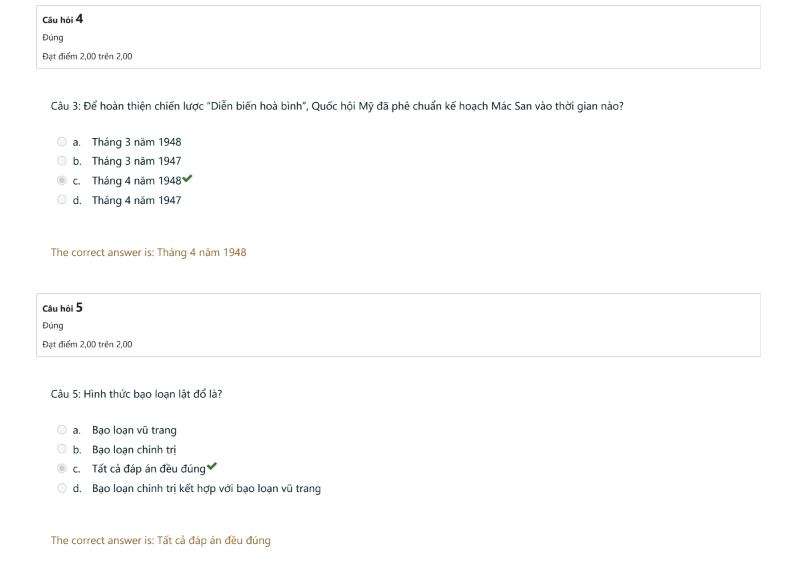 Câu hỏi 4
Đúng
Đạt điểm 2,00 trên 2,00
Câu 3: Để hoàn thiện chiến lược "Diễn biến hoà bình", Quốc hội Mỹ đã phê chuẩn kế hoạch Mác San vào thời gian nào?
a. Tháng 3 năm 1948
b. Tháng 3 năm 1947
c. Tháng 4 năm 1948
d. Tháng 4 năm 1947
The correct answer is: Tháng 4 năm 1948
Câu hỏi 5
Đúng
Đạt điểm 2,00 trên 2,00
Câu 5: Hình thức bạo loạn lật đổ là?
a. Bạo loạn vũ trang
b. Bạo loạn chính trị
c. Tất cả đáp án đều đúng
d. Bạo loạn chính trị kết hợp với bạo loạn vũ trang
The correct answer is: Tất cả đáp án đều đúng